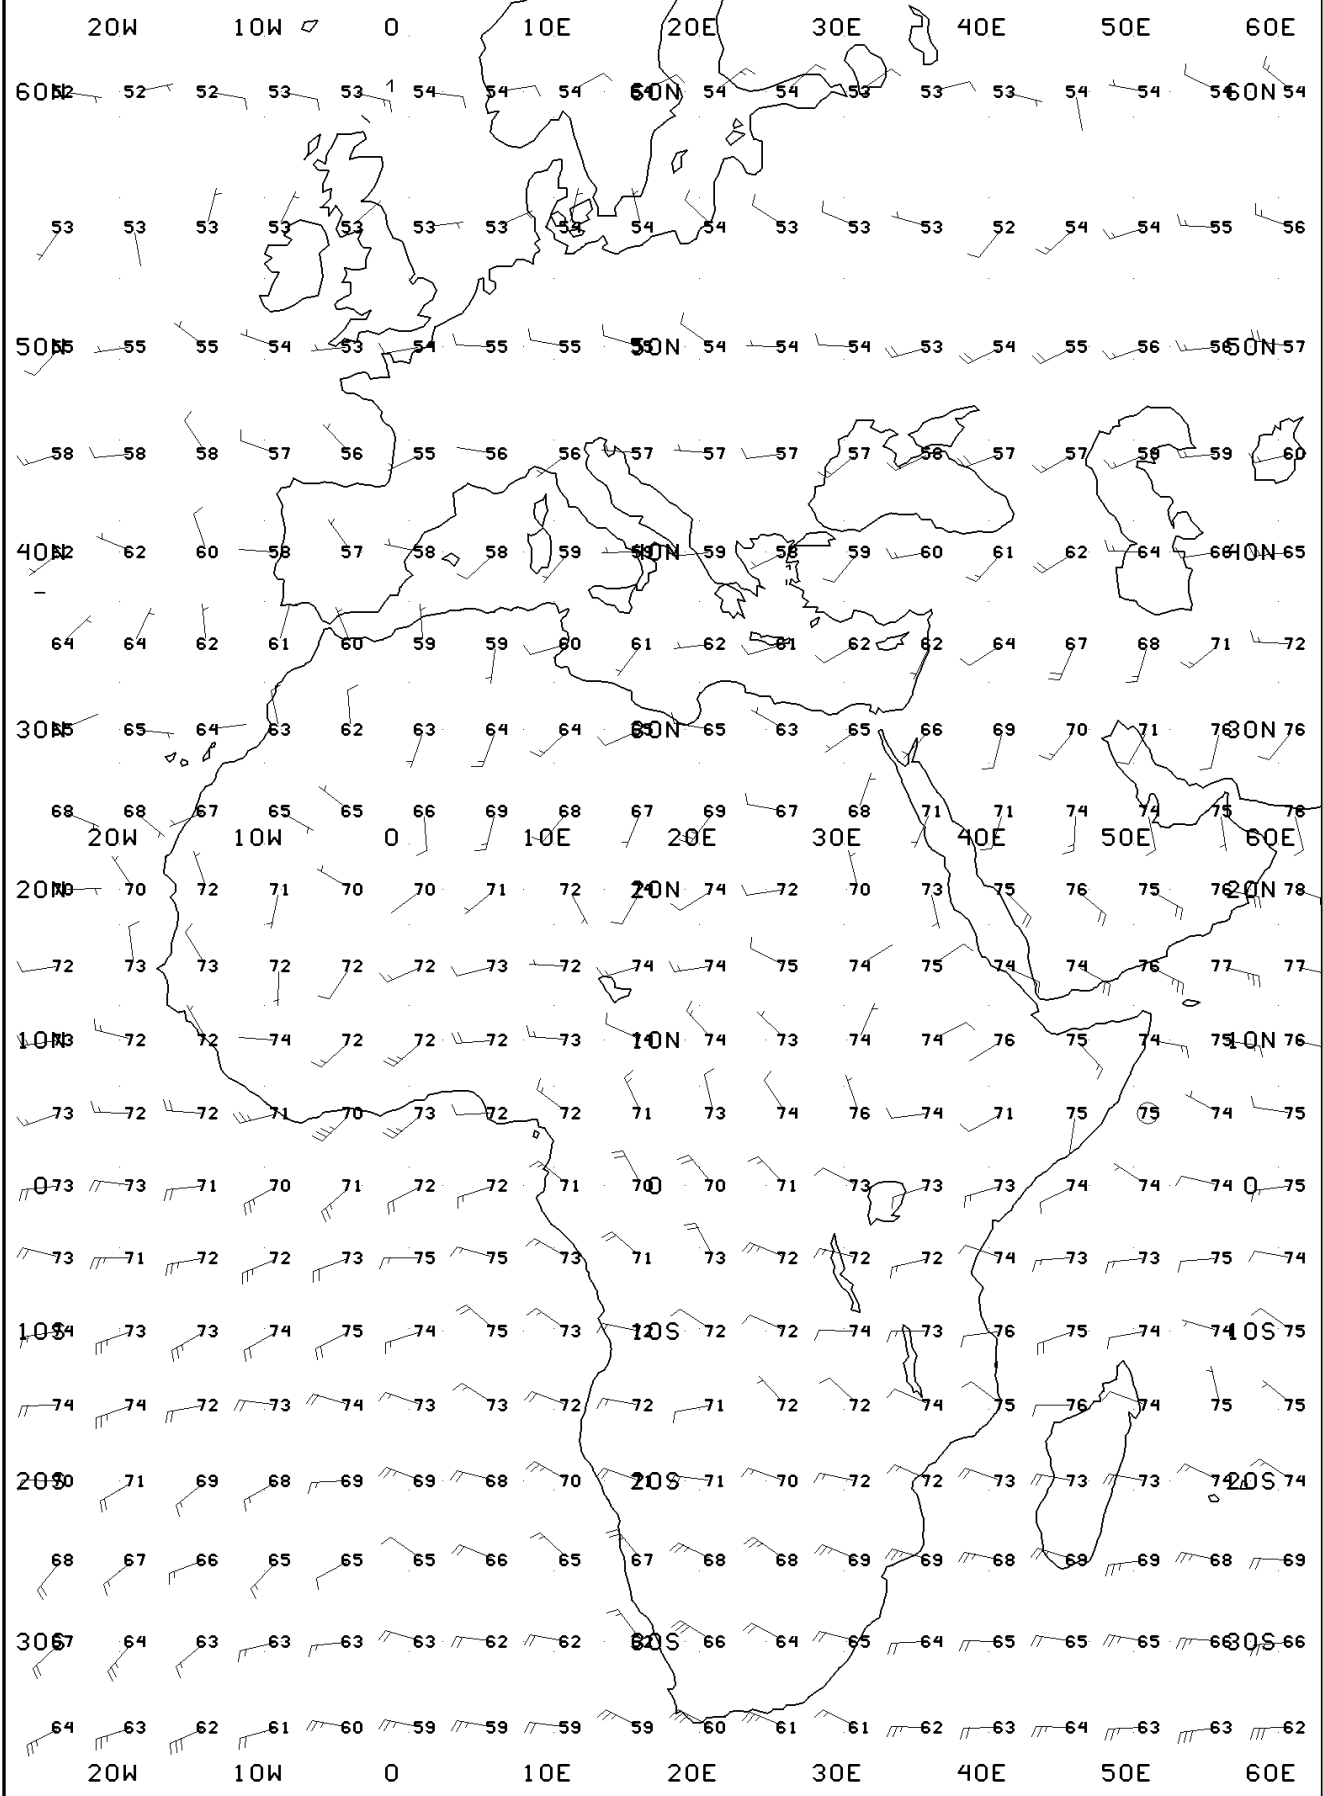 20W 10W 0 10E 20E 30E 40E 50E 60E
60N 52 52 53 53 1 54 54 54 60N 54 54 53 53 53 54 54 60N 54
53 53 53 53 53 53 53 54 54 54 53 53 53 52 54 54 55 56
50N 55 55 54 53 54 55 55 50N 54 54 54 53 54 55 56 56 50N 57
58 58 58 57 56 55 56 56 57 57 57 57 58 57 57 59 59 60
40N 62 60 58 57 58 58 59 40N 59 58 59 60 61 62 64 66 40N 65
64 64 62 61 60 59 59 60 61 62 61 62 62 64 67 68 71 72
30N 65 64 63 62 63 64 64 30N 65 63 65 66 69 70 71 76 30N 76
68 68 67 65 65 66 69 68 67 69 67 68 71 71 74 74 75 76
20W 10W 0 10E 20E 30E 40E 50E 60E
20N 70 72 71 70 70 71 72 20N 74 72 70 73 75 76 75 76 20N 78
72 73 73 72 72 72 73 72 74 74 75 74 75 74 74 76 77 77
10N 73 72 72 74 72 72 72 73 10N 74 73 74 74 76 75 74 75 10N 76
73 72 72 71 70 73 72 72 71 73 74 76 74 71 75 75 74 75
0 73 73 71 70 71 72 72 71 70 0 70 71 73 73 73 74 74 74 0 75
73 71 72 72 73 75 75 73 71 73 72 72 72 74 73 73 75 74
10S 74 73 73 74 75 74 75 73 10S 72 72 74 73 76 75 74 74 10S 75
74 74 72 73 74 73 73 72 72 71 72 72 74 75 76 74 75 75
20S 71 69 68 69 69 68 70 20S 71 70 72 72 73 73 73 74 20S 74
68 67 66 65 65 65 66 65 67 68 68 69 69 68 69 69 68 69
30S 67 64 63 63 63 63 62 62 30S 66 64 65 64 65 65 65 66 30S 66
64 63 62 61 60 59 59 59 59 60 61 61 62 63 64 63 63 62
20W 10W 0 10E 20E 30E 40E 50E 60E